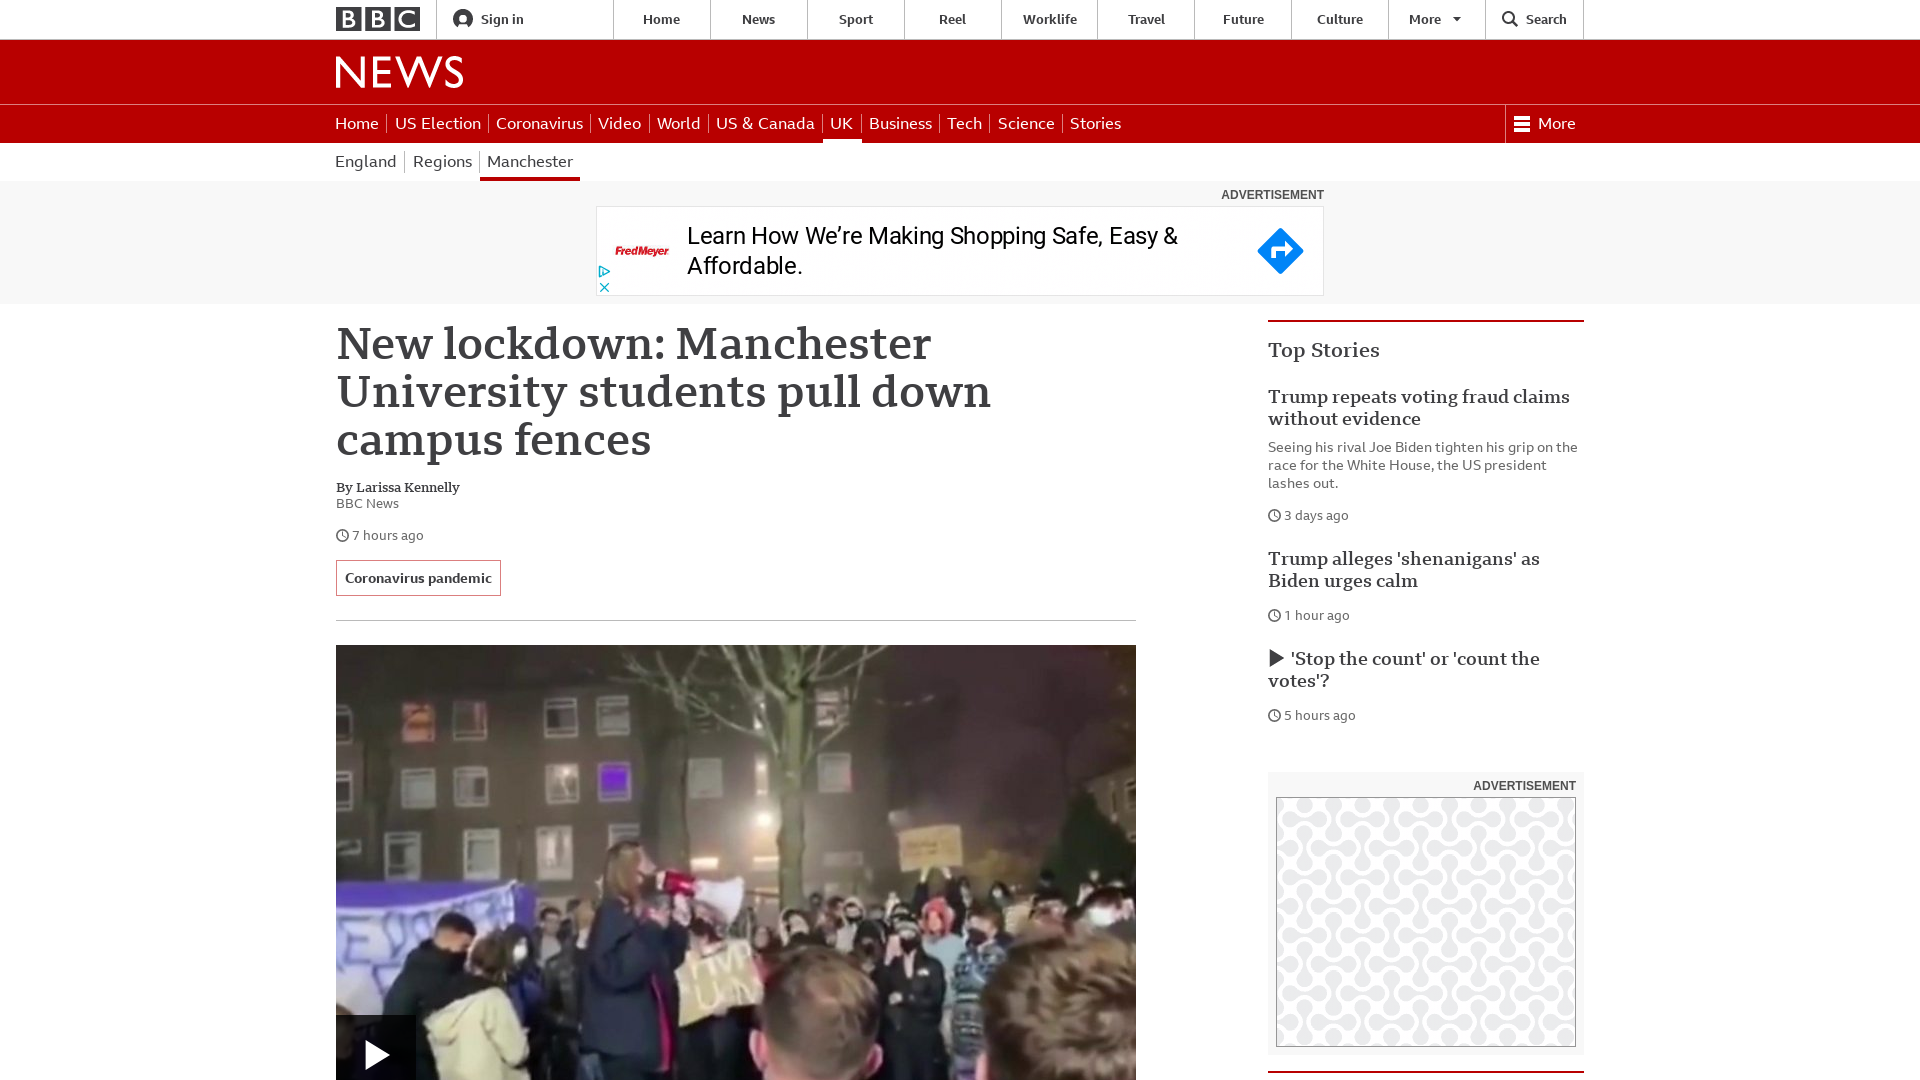 BBC
Sign in
Home
News
Sport
Reel
Worklife
Travel
Future
Culture
More
Search
NEWS
Home
US Election
Coronavirus
Video
World
US & Canada
UK
Business
Tech
Science
Stories
More
England
Regions
Manchester
ADVERTISEMENT
FredMeyer
Learn How We’re Making Shopping Safe, Easy &
Affordable.
New lockdown: Manchester
University students pull down
campus fences
By Larissa Kennelly
BBC News
7 hours ago
Coronavirus pandemic
Top Stories
Trump repeats voting fraud claims
without evidence
Seeing his rival Joe Biden tighten his grip on the
race for the White House, the US president
lashes out.
3 days ago
Trump alleges 'shenanigans' as
Biden urges calm
1 hour ago
'Stop the count' or 'count the
votes'?
5 hours ago
ADVERTISEMENT